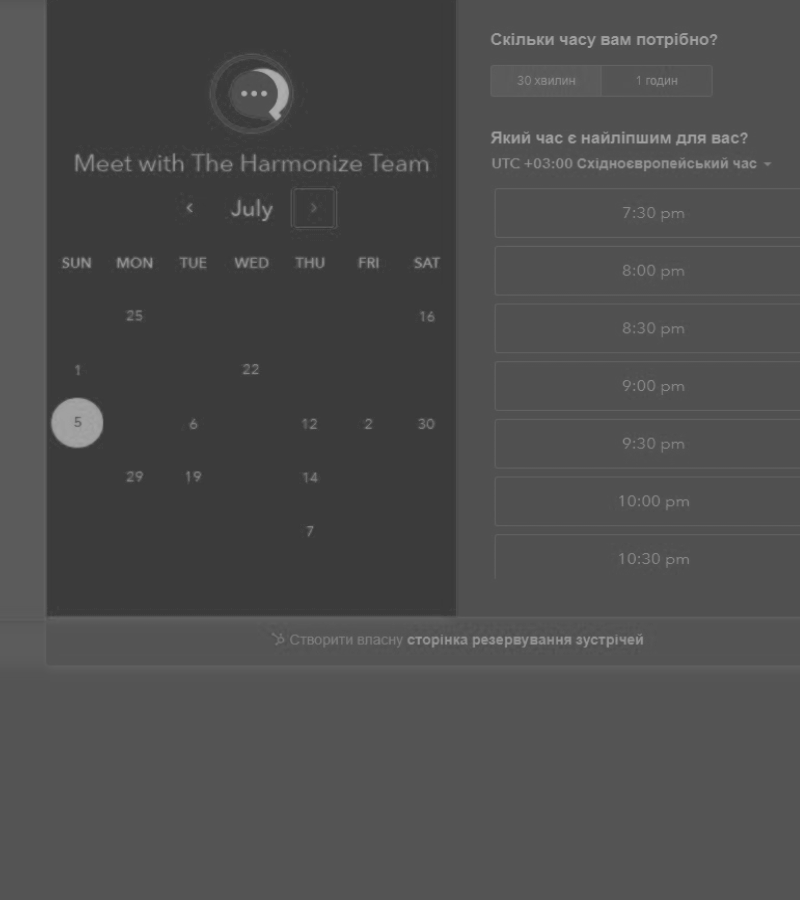 Meet with The Harmonize Team
July
SUN MON TUE WED THU FRI SAT
25 16
1 22
5 6 12 2 30
29 19 14
7
Скільки часу вам потрібно?
30 хвилин 1 годин
Який час є найліпшим для вас?
UTC +03:00 Східноєвропейський час
7:30 pm
8:00 pm
8:30 pm
9:00 pm
9:30 pm
10:00 pm
10:30 pm
Створити власну сторінка резервування зустрічей